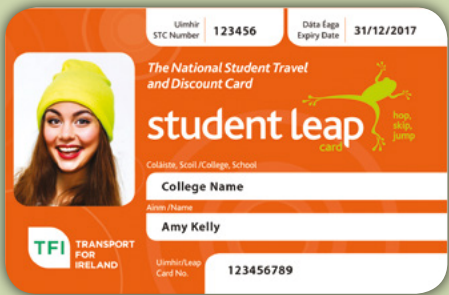 Uimhir
STC Number
123456
Dáta Éaga
Expiry Date
31/12/2017
The National Student Travel
and Discount Card
student leap
card
hop,
skip,
jump
Coláiste, Scoil /College, School
College Name
Ainm /Name
Amy Kelly
TFI
TRANSPORT
FOR
IRELAND
Uimhir/Leap
Card No.
123456789